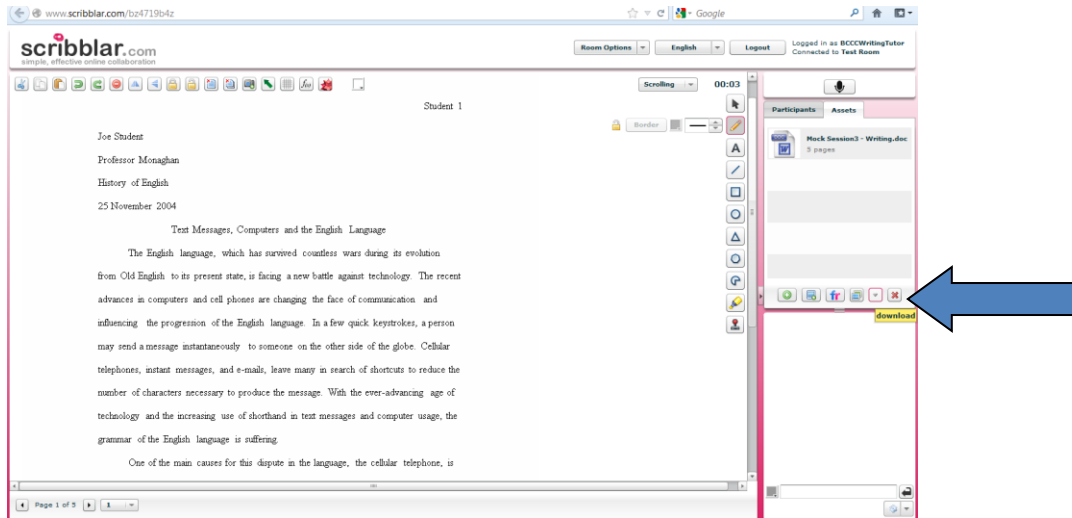 www.scribblar.com/bz4719b4z
Google
scribblar.com
simple, effective online collaboration
Room Options
English
Logout
Logged in as BCCCWritingTutor
Connected to Test Room
Scrolling
00:03
Participants
Assets
Border
Mock Session3 - Writing.doc
5 pages
Student 1
Joe Student
Professor Monaghan
History of English
25 November 2004
Text Messages, Computers and the English Language
The English language, which has survived countless wars during its evolution
from Old English to its present state, is facing a new battle against technology. The recent
advances in computers and cell phones are changing the face of communication and
influencing the progression of the English language. In a few quick keystrokes, a person
may send a message instantaneously to someone on the other side of the globe. Cellular
telephones, instant messages, and e-mails, leave many in search of shortcuts to reduce the
number of characters necessary to produce the message. With the ever-advancing age of
technology and the increasing use of shorthand in text messages and computer usage, the
grammar of the English language is suffering.
One of the main causes for this dispute in the language, the cellular telephone, is
download
Page 1 of 5
1